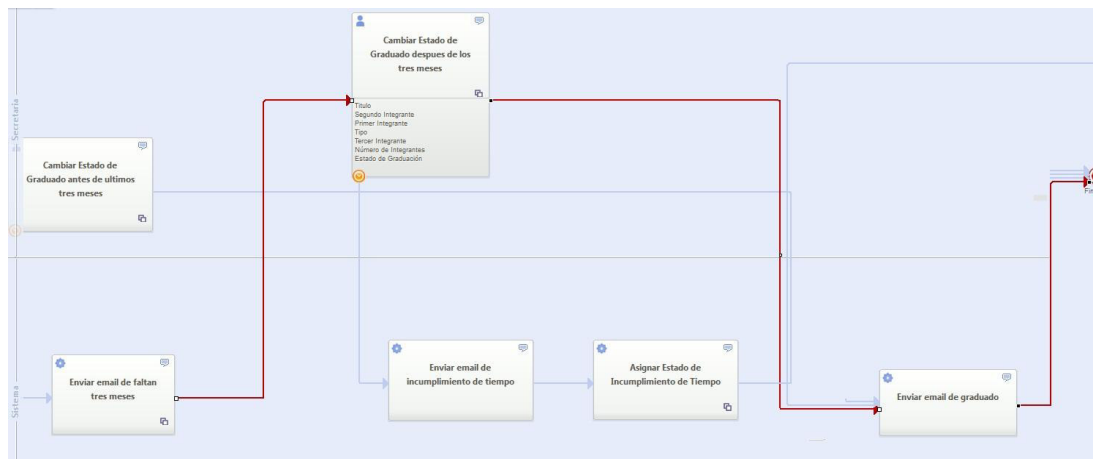 Secretaria
Cambiar Estado de
Graduado despues de los
tres meses
Titulo
Segundo Integrante
Primer Integrante
Tipo
Tercer Integrante
Número de Integrantes
Estado de Graduación
Cambiar Estado de
Graduado antes de ultimos
tres meses
Sistema
Enviar email de faltan
tres meses
Enviar email de
incumplimiento de tiempo
Asignar Estado de
Incumplimiento de Tiempo
Enviar email de graduado